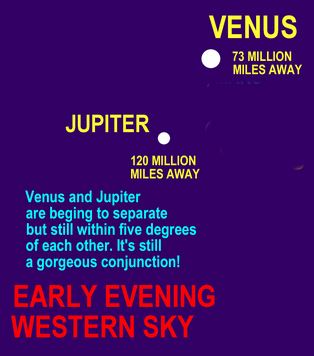 VENUS
73 MILLION
MILES AWAY
JUPITER
120 MILLION
MILES AWAY
Venus and Jupiter
are beging to separate
but still within five degrees
of each other. It's still
a gorgeous conjunction!
EARLY EVENING
WESTERN SKY